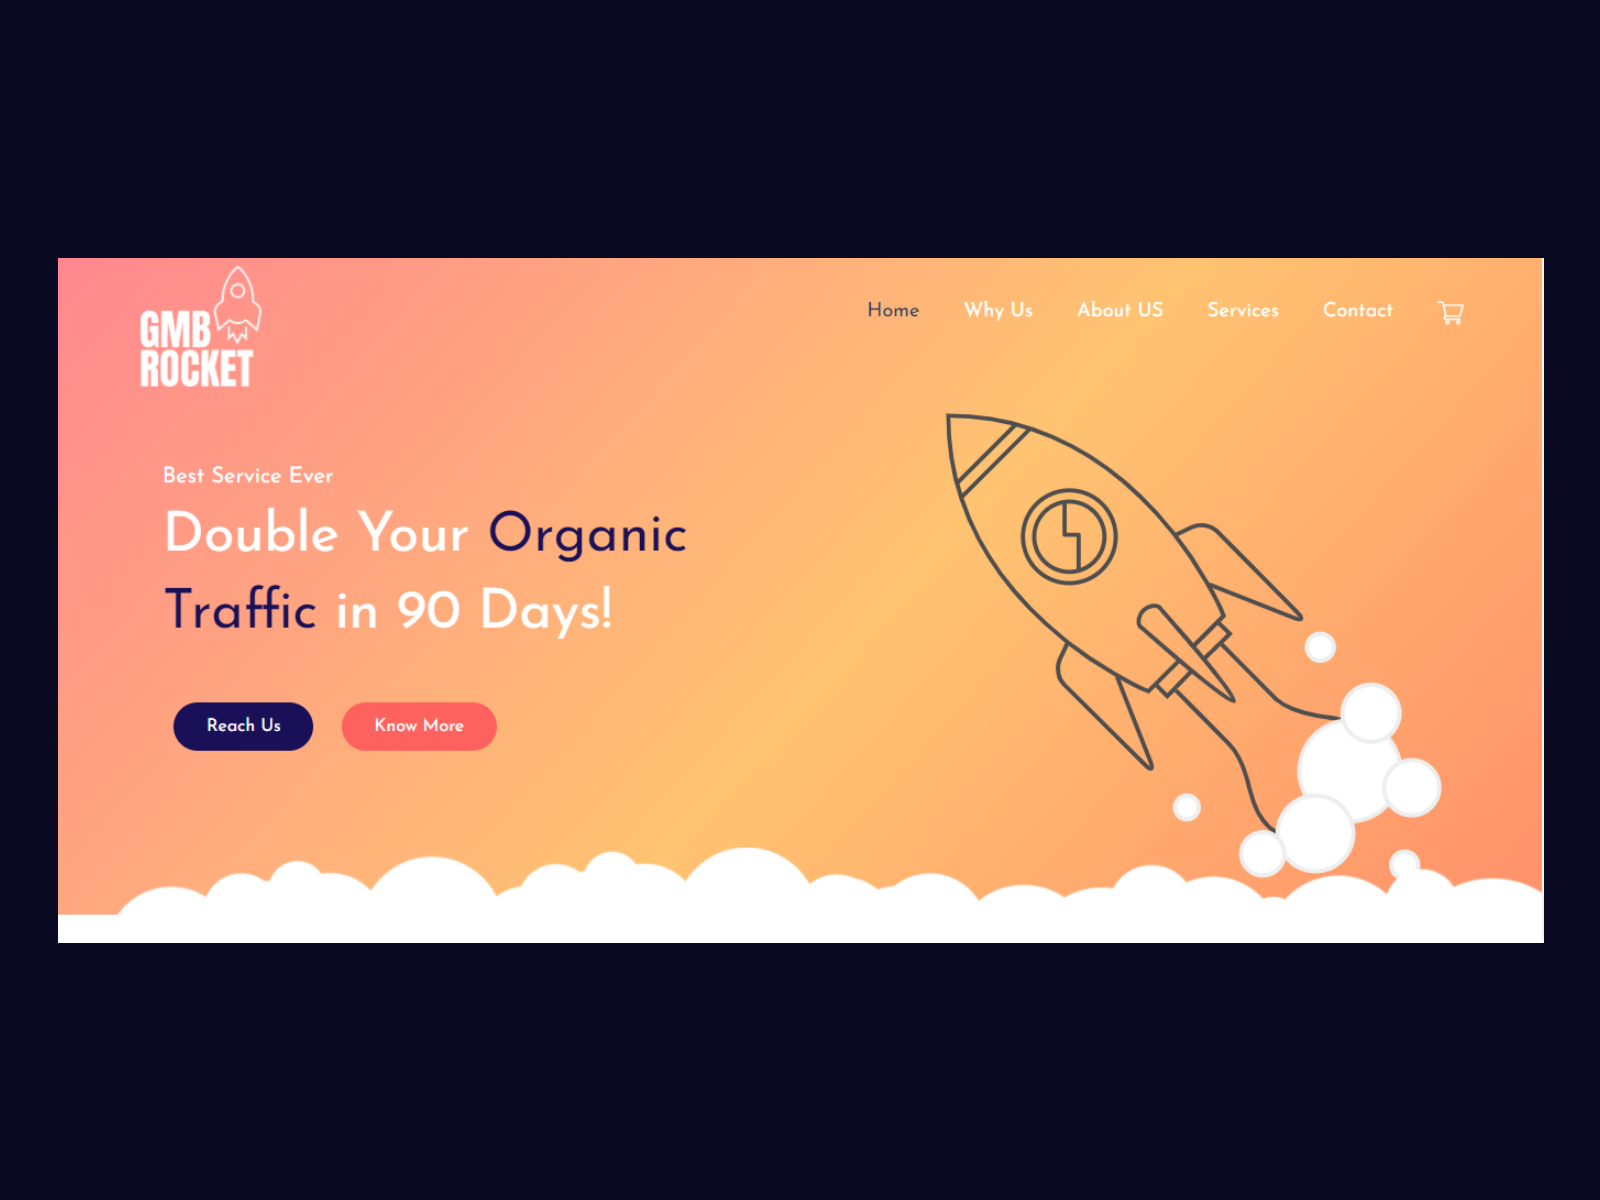 GMB
ROCKET
Home Why Us About US Services Contact
Best Service Ever
Double Your Organic
Traffic in 90 Days!
Reach Us Know More